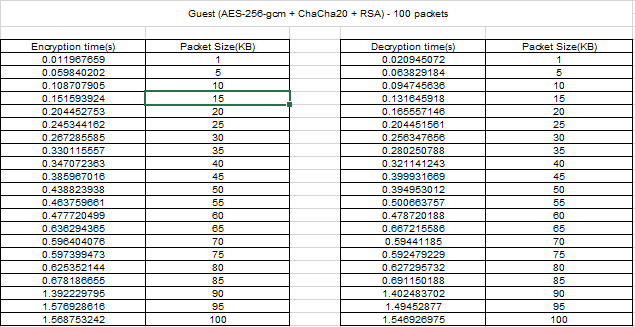 Guest (AES-256-gcm + ChaCha20 + RSA) - 100 packets
Encryption time(s) Packet Size(KB) Decryption time(s) Packet Size(KB)
0.011967659 1 0.020945072 1
0.059840202 5 0.063829184 5
0.108707905 10 0.094745636 10
0.151593924 15 0.131645918 15
0.204452753 20 0.165557146 20
0.245344162 25 0.204451561 25
0.267285585 30 0.256347656 30
0.330115557 35 0.280250788 35
0.347072363 40 0.321141243 40
0.385967016 45 0.399931669 45
0.438823938 50 0.394953012 50
0.463759661 55 0.500663757 55
0.477720499 60 0.478720188 60
0.636294365 65 0.667215586 65
0.596404076 70 0.59441185 70
0.597399473 75 0.592479229 75
0.625352144 80 0.627295732 80
0.678186655 85 0.691150188 85
1.392229795 90 1.402483702 90
1.576928616 95 1.49452877 95
1.568753242 100 1.546926975 100